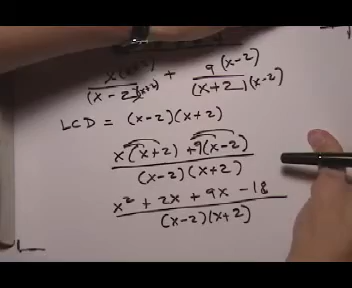 x(x+2) / (x-2)(x+2) + 9(x-2) / (x+2)(x-2)
LCD = (x-2)(x+2)
x(x+2) + 9(x-2)
(x-2)(x+2)
x² + 2x + 9x - 18
(x-2)(x+2)